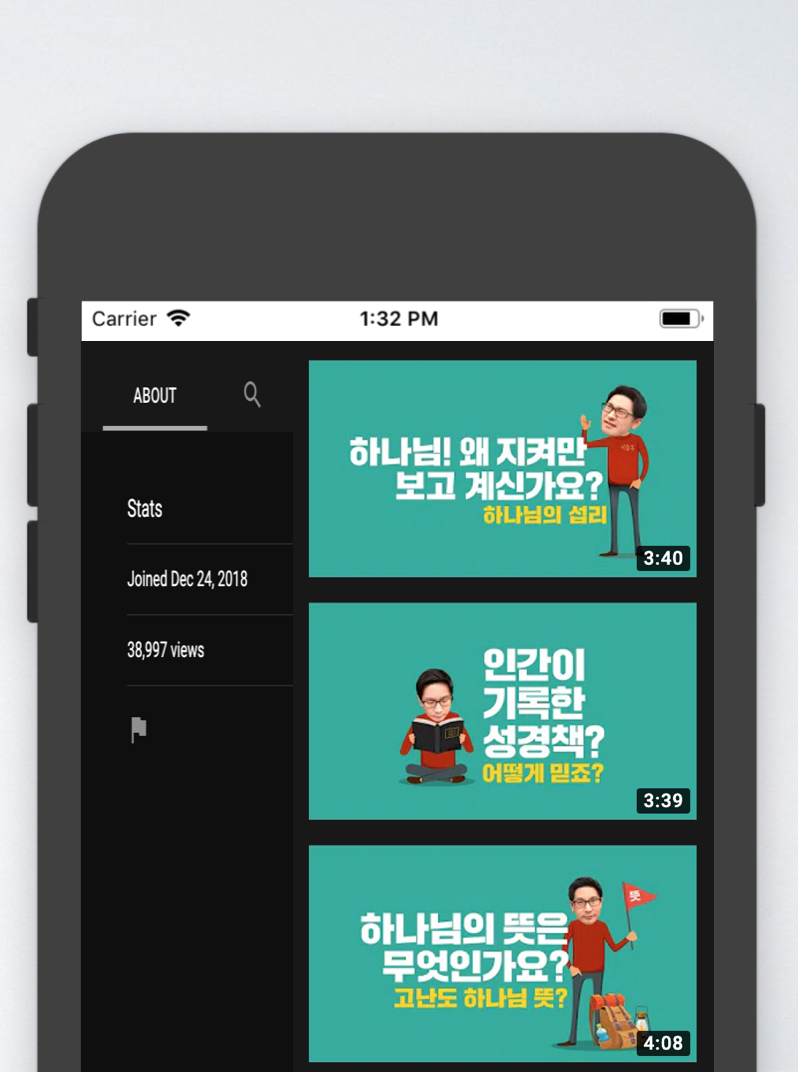 Carrier
1:32 PM
ABOUT
Stats
Joined Dec 24, 2018
38,997 views
하나님! 왜 지켜만
보고 계신가요?
하나님의 섭리
3:40
인간이
기록한
성경책?
어떻게 믿죠?
3:39
뜻
하나님의 뜻은
무엇인가요?
고난도 하나님 뜻?
4:08